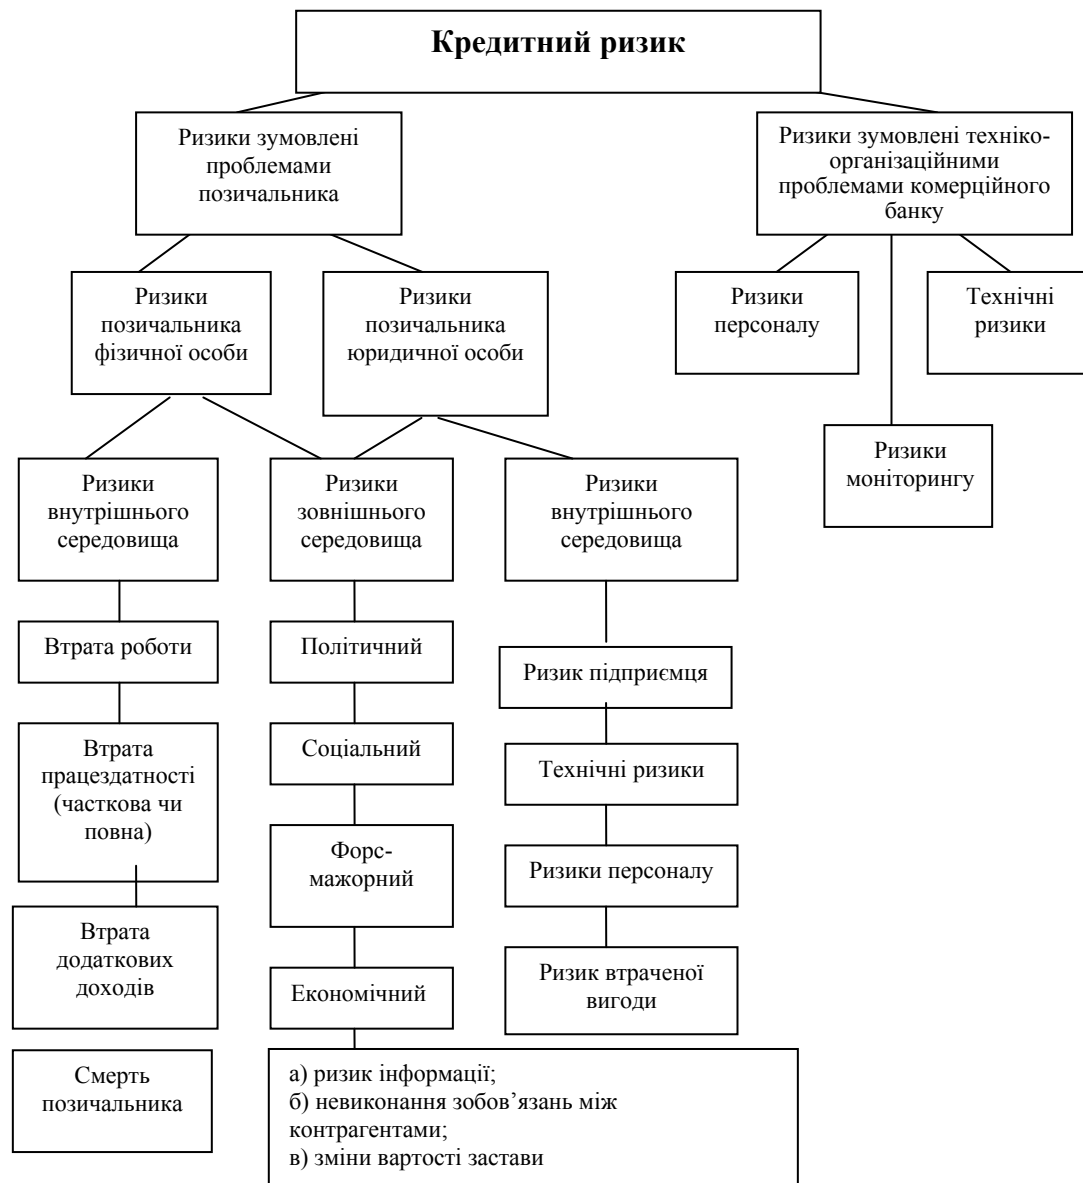 Кредитний ризик
Ризики зумовлені
проблемами
позичальника
Ризики зумовлені техніко-
організаційними
проблемами комерційного
банку
Ризики
позичальника
фізичної особи
Ризики
позичальника
юридичної особи
Ризики
персоналу
Технічні
ризики
Ризики
моніторингу
Ризики
внутрішнього
середовища
Ризики
зовнішнього
середовища
Ризики
внутрішнього
середовища
Втрата роботи
Втрата
працездатності
(часткова чи
повна)
Втрата
додаткових
доходів
Смерть
позичальника
Політичний
Соціальний
Форс-
мажорний
Економічний
а) ризик інформації;
б) невиконання зобов’язань між
контрагентами;
в) зміни вартості застави
Ризик підприємця
Технічні ризики
Ризики персоналу
Ризик втраченої
вигоди